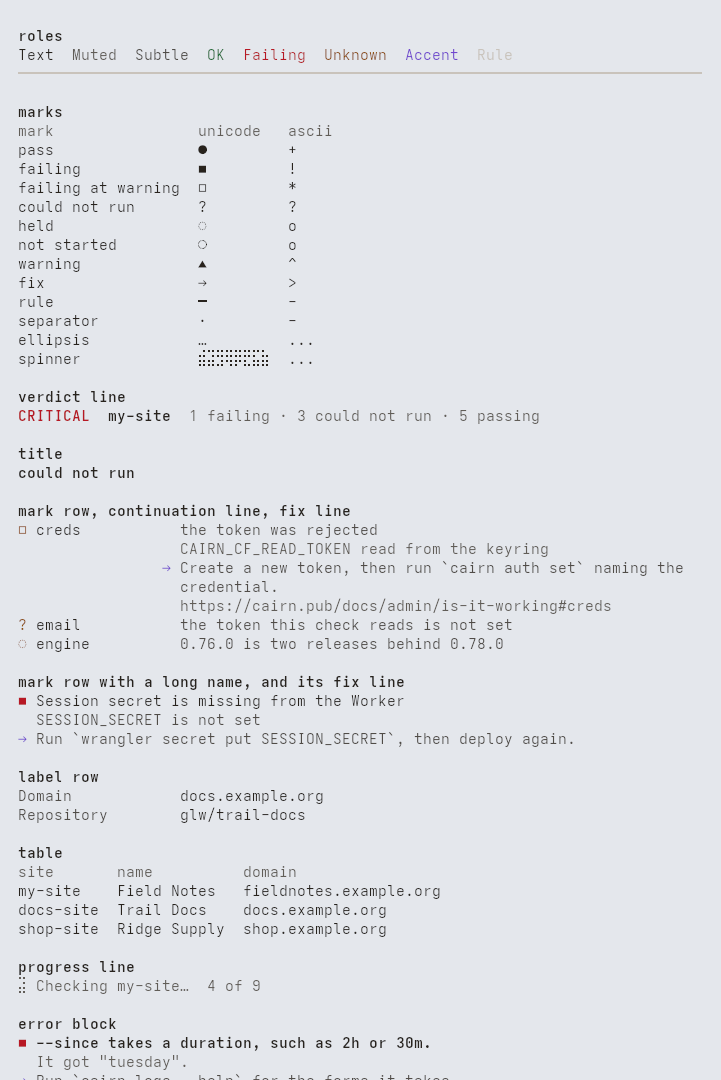 roles
Text  Muted  Subtle  OK  Failing  Unknown  Accent  Rule
marks
mark                unicode   ascii
pass                ●         +
failing             ■         !
failing at warning  □         *
could not run       ?         ?
held                ◌         o
not started         ◌         o
warning             ▲         ^
fix                 →         >
rule                ─         -
separator           ·         -
ellipsis            …         ...
spinner                       ...
verdict line
CRITICAL  my-site  1 failing · 3 could not run · 5 passing
title
could not run
mark row, continuation line, fix line
□ creds           the token was rejected
CAIRN_CF_READ_TOKEN read from the keyring
→ Create a new token, then run `cairn auth set` naming the
credential.
https://cairn.pub/docs/admin/is-it-working#creds
? email           the token this check reads is not set
◌ engine          0.76.0 is two releases behind 0.78.0
mark row with a long name, and its fix line
■ Session secret is missing from the Worker
SESSION_SECRET is not set
→ Run `wrangler secret put SESSION_SECRET`, then deploy again.
label row
Domain            docs.example.org
Repository        glw/trail-docs
table
site       name          domain
my-site    Field Notes   fieldnotes.example.org
docs-site  Trail Docs    docs.example.org
shop-site  Ridge Supply  shop.example.org
progress line
Checking my-site…  4 of 9
error block
■ --since takes a duration, such as 2h or 30m.
It got "tuesday".